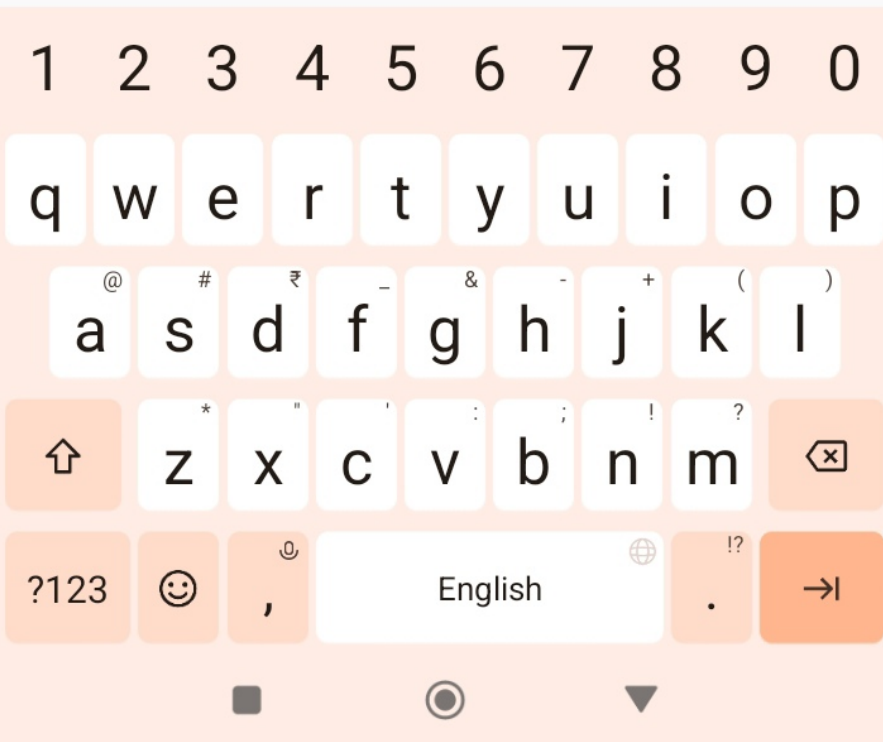 1 2 3 4 5 6 7 8 9 0
q w e r t y u i o p
@ # ₹ _ & - + ( )
a s d f g h j k l
* " ' : ; ! ?
z x c v b n m
!?
?123 , English .